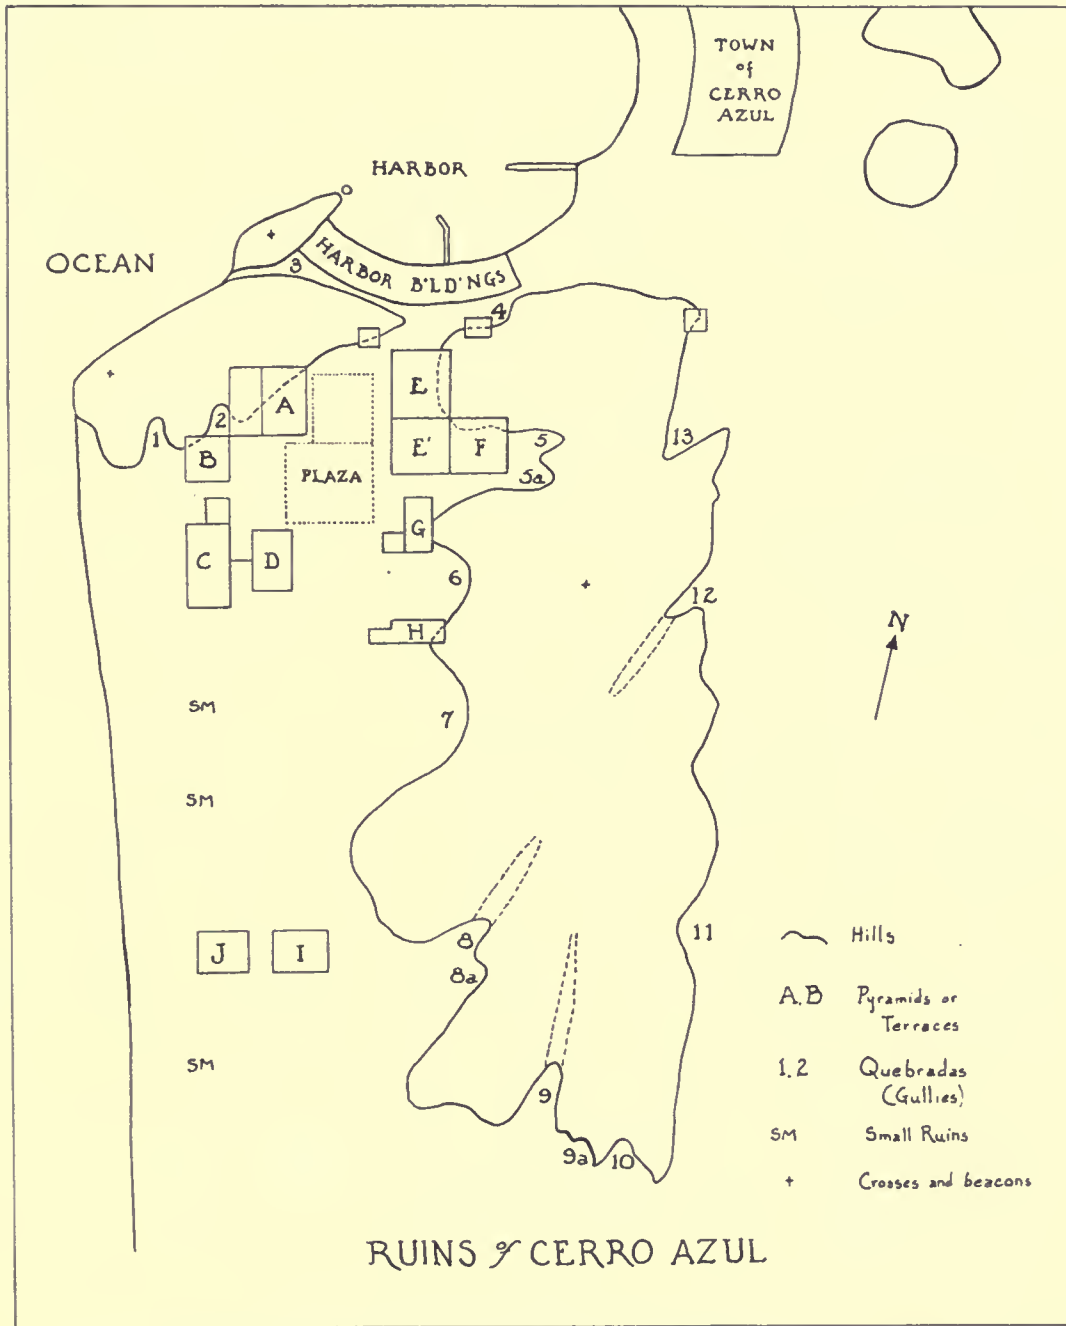 TOWN
of
CERRO
AZUL
HARBOR
OCEAN
HARBOR B'LD'NGS
3
4
E
A
2
1
B
E'
F
5
13
PLAZA
5a
G
C
D
6
12
H
N
SM
7
SM
8
11
Hills
J
I
8a
A.B Pyramids or
Terraces
SM
1.2 Quebradas
(Gullies)
9
SM Small Ruins
9a
10
+ Crosses and beacons
RUINS of CERRO AZUL